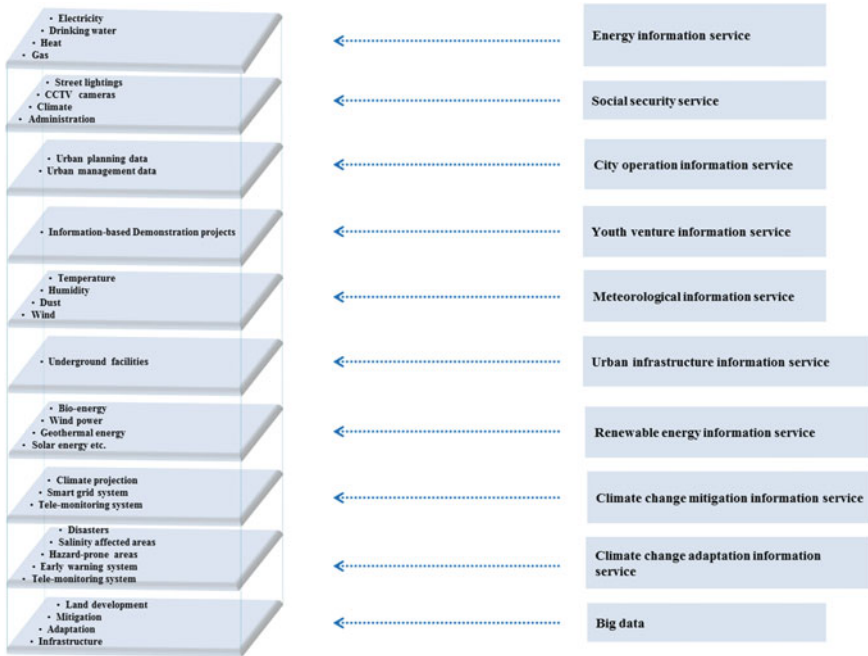 • Electricity
• Drinking water
• Heat
• Gas
Energy information service
• Street lightings
• CCTV cameras
• Climate
• Administration
Social security service
• Urban planning data
• Urban management data
City operation information service
• Information-based Demonstration projects
Youth venture information service
• Temperature
• Humidity
• Dust
• Wind
Meteorological information service
• Underground facilities
Urban infrastructure information service
• Bio-energy
• Wind power
• Geothermal energy
• Solar energy etc.
Renewable energy information service
• Climate projection
• Smart grid system
• Tele-monitoring system
Climate change mitigation information service
• Disasters
• Salinity affected areas
• Hazard-prone areas
• Early warning system
• Tele-monitoring system
Climate change adaptation information
service
• Land development
• Mitigation
• Adaptation
• Infrastructure
Big data